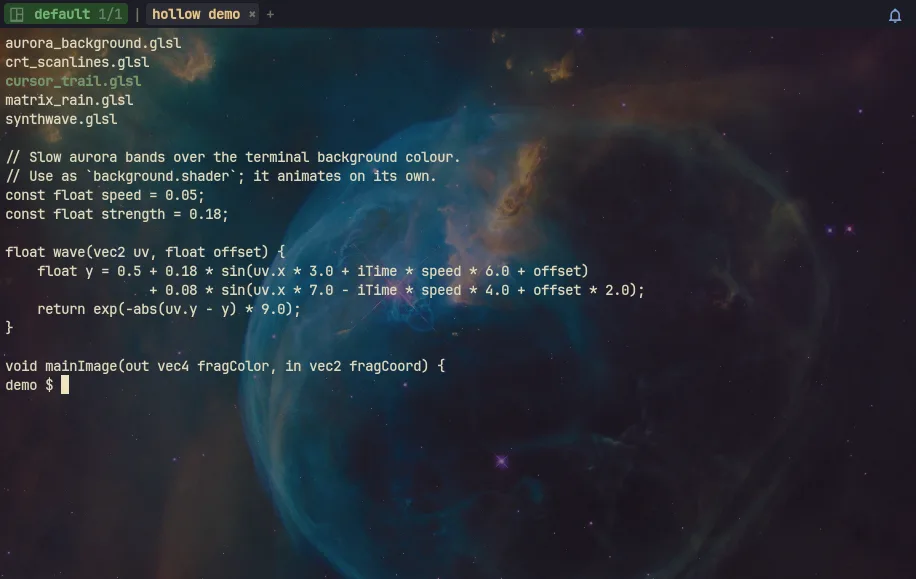 default 1/1 | hollow demo × +
aurora_background.glsl
crt_scanlines.glsl
cursor_trail.glsl
matrix_rain.glsl
synthwave.glsl
// Slow aurora bands over the terminal background colour.
// Use as `background.shader`; it animates on its own.
const float speed = 0.05;
const float strength = 0.18;
float wave(vec2 uv, float offset) {
    float y = 0.5 + 0.18 * sin(uv.x * 3.0 + iTime * speed * 6.0 + offset)
                  + 0.08 * sin(uv.x * 7.0 - iTime * speed * 4.0 + offset * 2.0);
    return exp(-abs(uv.y - y) * 9.0);
}
void mainImage(out vec4 fragColor, in vec2 fragCoord) {
demo $